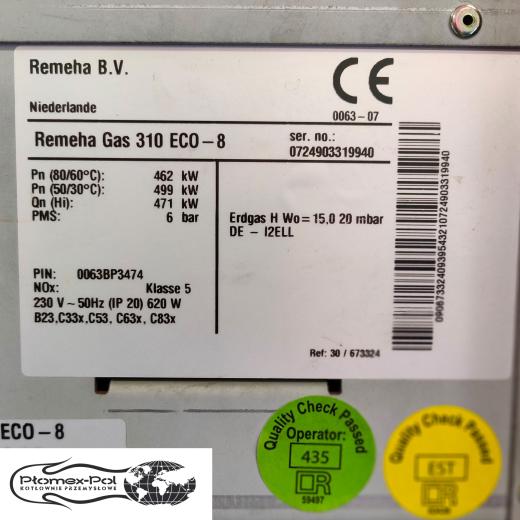 Remeha B.V.
Niederlande
0063-07
Remeha Gas 310 ECO-8
ser. no.:
0724903319940
Pn (80/60°C): 462 kW
Pn (50/30°C): 499 kW
Qn (Hi): 471 kW
PMS: 6 bar
Erdgas H Wo=15,0 20 mbar
DE - I2ELL
PIN: 0063BP3474
NOx: Klasse 5
230 V ~50Hz (IP 20) 620 W
B23,C33x,C53, C63x, C83x
Ref: 30 / 673324
ECO-8
Quality Check Passed
Operator:
435
59497
Quality Check Passed
EST
Ptomex-Pol
KOTŁOWNIE PRZEMYSŁOWE